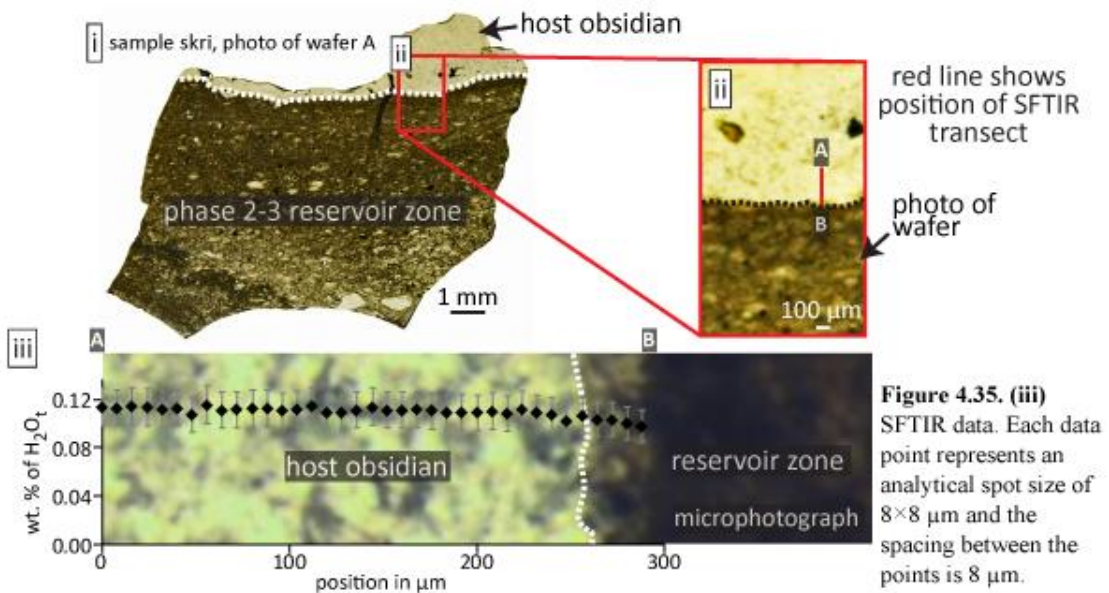 i sample skri, photo of wafer A
host obsidian
ii
phase 2-3 reservoir zone
1 mm
ii
A
B
100 µm
red line shows
position of SFTIR
transect
photo of
wafer
iii
A
B
wt. % of H₂Oₜ
0.12
0.08
0.04
0.00
host obsidian
reservoir zone
microphotograph
100
200
300
position in µm
Figure 4.35. (iii)
SFTIR data. Each data
point represents an
analytical spot size of
8×8 µm and the
spacing between the
points is 8 µm.